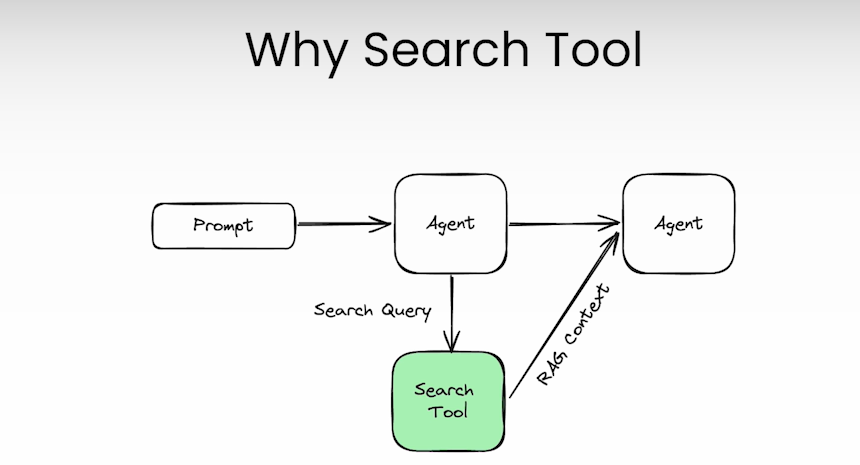 Why Search Tool
Prompt
Agent
Agent
Search Query
RAG Context
Search
Tool